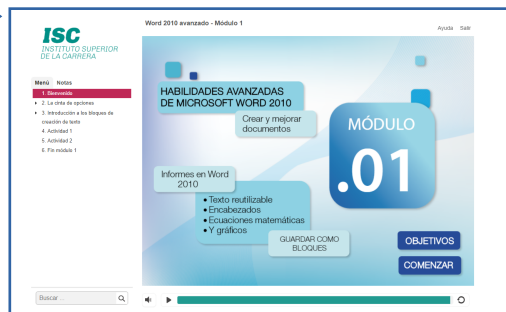 ISC
INSTITUTO SUPERIOR
DE LA CARRERA
Word 2010 avanzado - Módulo 1
Ayuda Salir
Menú Notas
1. Bienvenida
2. La cinta de opciones
3. Introducción a los bloques de
creación de texto
4. Actividad 1
5. Actividad 2
6. Fin módulo 1
HABILIDADES AVANZADAS
DE MICROSOFT WORD 2010
Crear y mejorar
documentos
MÓDULO
.01
Informes en Word
2010
• Texto reutilizable
• Encabezados
• Ecuaciones matemáticas
• Y gráficos
GUARDAR COMO
BLOQUES
OBJETIVOS
COMENZAR
Buscar ...